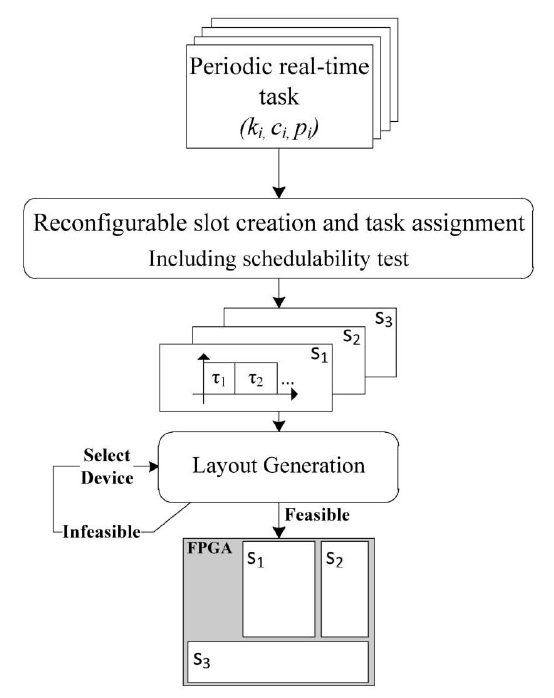 Periodic real-time
task
(kᵢ, cᵢ, pᵢ)
Reconfigurable slot creation and task assignment
Including schedulability test
S₃
S₂
S₁
τ₁ τ₂ ...
Layout Generation
Select
Device
Infeasible
Feasible
FPGA
S₁ S₂
S₃